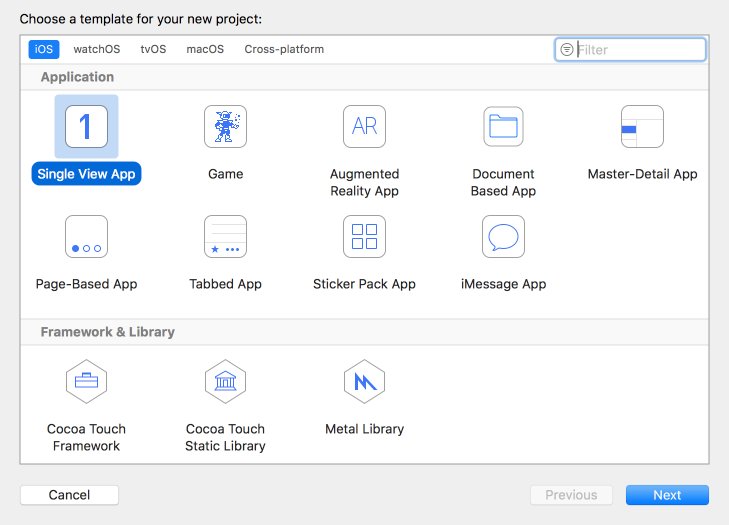 Choose a template for your new project:
iOS watchOS tvOS macOS Cross-platform Filter
Application
1 AR
Single View App Game Augmented Reality App Document Based App Master-Detail App
Page-Based App Tabbed App Sticker Pack App iMessage App
Framework & Library
Cocoa Touch Framework Cocoa Touch Static Library Metal Library
Cancel Previous Next